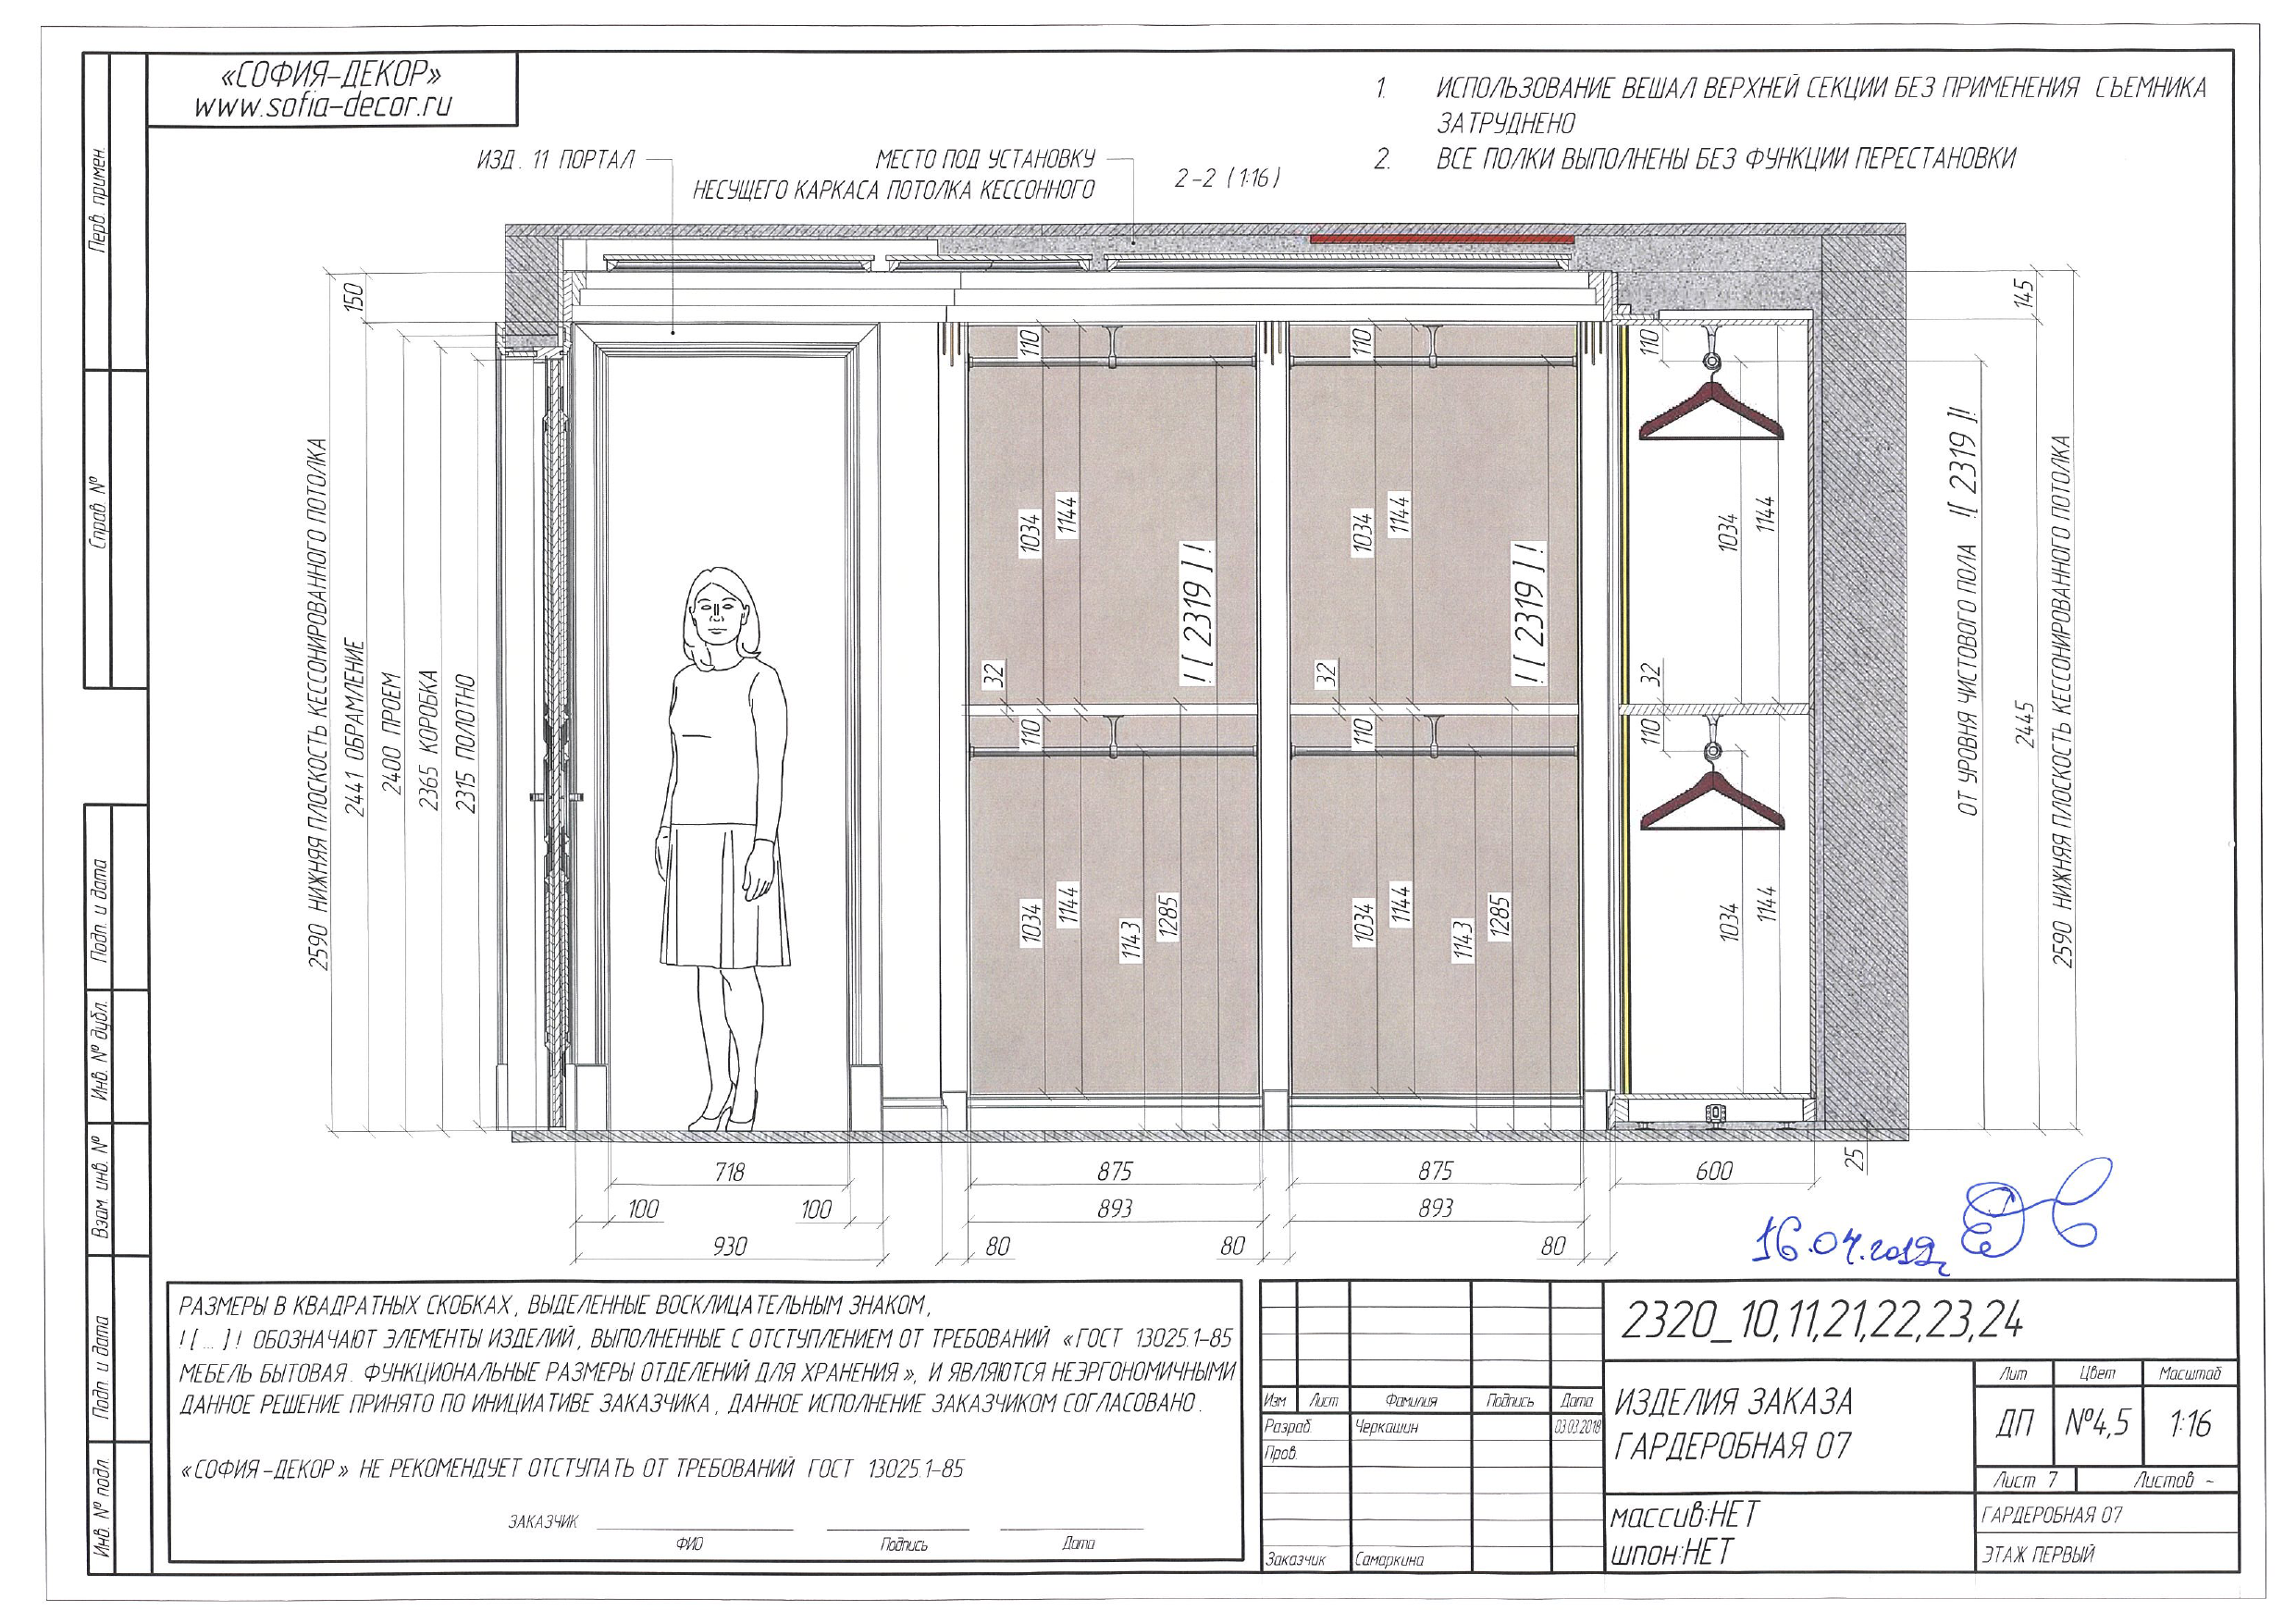 «СОФИЯ-ДЕКОР»
www.sofia-decor.ru
1. ИСПОЛЬЗОВАНИЕ ВЕШАЛ ВЕРХНЕЙ СЕКЦИИ БЕЗ ПРИМЕНЕНИЯ СЪЕМНИКА
ЗАТРУДНЕНО
2. ВСЕ ПОЛКИ ВЫПОЛНЕНЫ БЕЗ ФУНКЦИИ ПЕРЕСТАНОВКИ
ИЗД. 11 ПОРТАЛ
МЕСТО ПОД УСТАНОВКУ
НЕСУЩЕГО КАРКАСА ПОТОЛКА КЕССОННОГО
2-2 (1:16)
Перв. примен.
Справ. №
Подп. и дата
Инв. № дубл.
Взам. инв. №
Подп. и дата
Инв. № подл.
2590 НИЖНЯЯ ПЛОСКОСТЬ КЕССОНИРОВАННОГО ПОТОЛКА
150
2441 ОБРАМЛЕНИЕ
2400 ПРОЕМ
2365 КОРОБКА
2315 ПОЛОТНО
110
1034
1144
![2319]!
32
110
1034
1144
1143
1285
110
1034
1144
![2319]!
32
110
1034
1144
1143
1285
110
1034
1144
32
110
1034
1144
ОТ УРОВНЯ ЧИСТОВОГО ПОЛА ![2319]!
145
2445
2590 НИЖНЯЯ ПЛОСКОСТЬ КЕССОНИРОВАННОГО ПОТОЛКА
25
718
875
875
600
100
100
893
893
930
80
80
80
16.04.2019
РАЗМЕРЫ В КВАДРАТНЫХ СКОБКАХ, ВЫДЕЛЕННЫЕ ВОСКЛИЦАТЕЛЬНЫМ ЗНАКОМ,
![...]! ОБОЗНАЧАЮТ ЭЛЕМЕНТЫ ИЗДЕЛИЙ, ВЫПОЛНЕННЫЕ С ОТСТУПЛЕНИЕМ ОТ ТРЕБОВАНИЙ «ГОСТ 13025.1-85
МЕБЕЛЬ БЫТОВАЯ. ФУНКЦИОНАЛЬНЫЕ РАЗМЕРЫ ОТДЕЛЕНИЙ ДЛЯ ХРАНЕНИЯ», И ЯВЛЯЮТСЯ НЕЭРГОНОМИЧНЫМИ
ДАННОЕ РЕШЕНИЕ ПРИНЯТО ПО ИНИЦИАТИВЕ ЗАКАЗЧИКА, ДАННОЕ ИСПОЛНЕНИЕ ЗАКАЗЧИКОМ СОГЛАСОВАНО.
«СОФИЯ-ДЕКОР» НЕ РЕКОМЕНДУЕТ ОТСТУПАТЬ ОТ ТРЕБОВАНИЙ ГОСТ 13025.1-85
ЗАКАЗЧИК
ФИО Подпись Дата
Изм Лист Фамилия Подпись Дата
Разраб. Черкашин 03.03.2018
Пров.
Заказчик Самаркина
2320_10,11,21,22,23,24
ИЗДЕЛИЯ ЗАКАЗА
ГАРДЕРОБНАЯ 07
Лит Цвет Масштаб
ДП №4,5 1:16
Лист 7 Листов ~
массив:НЕТ
шпон:НЕТ
ГАРДЕРОБНАЯ 07
ЭТАЖ ПЕРВЫЙ